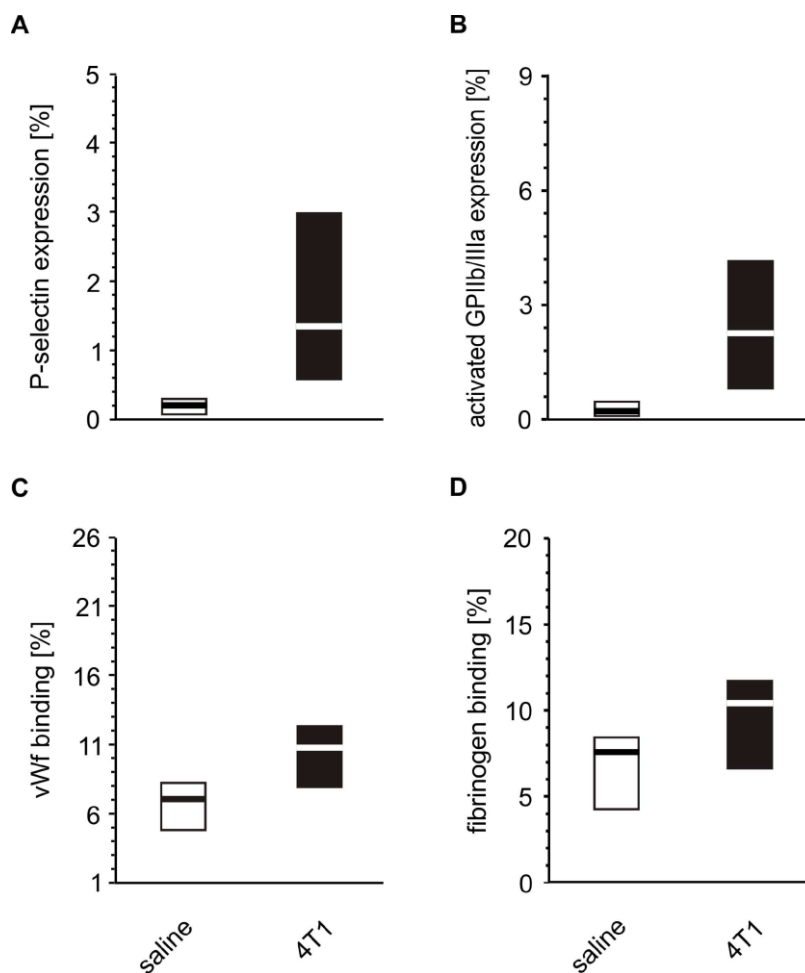 A
P-selectin expression [%]
5
4
3
2
1
0
B
activated GPIIb/IIIa expression [%]
9
6
3
0
C
vWf binding [%]
26
21
16
11
6
1
saline
4T1
D
fibrinogen binding [%]
20
15
10
5
0
saline
4T1